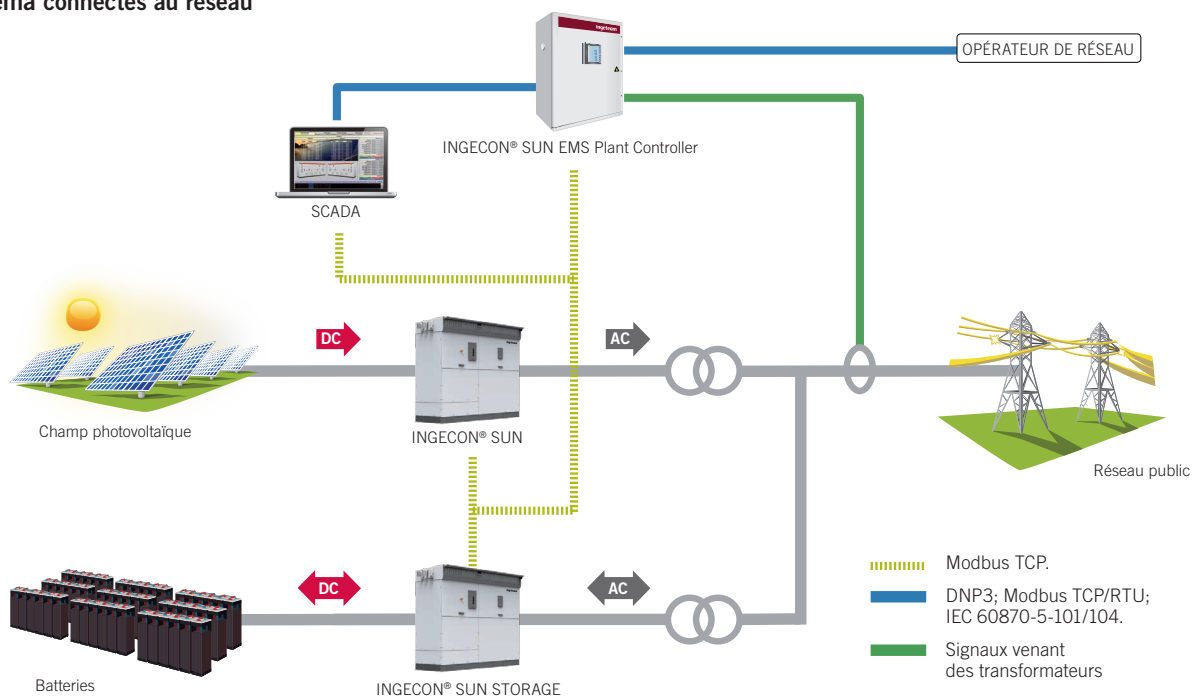 éma connectés au réseau
ingeteam
OPÉRATEUR DE RÉSEAU
INGECON® SUN EMS Plant Controller
SCADA
DC
AC
Champ photovoltaïque
INGECON® SUN
Réseau public
DC
AC
Batteries
INGECON® SUN STORAGE
Modbus TCP.
DNP3; Modbus TCP/RTU;
IEC 60870-5-101/104.
Signaux venant
des transformateurs